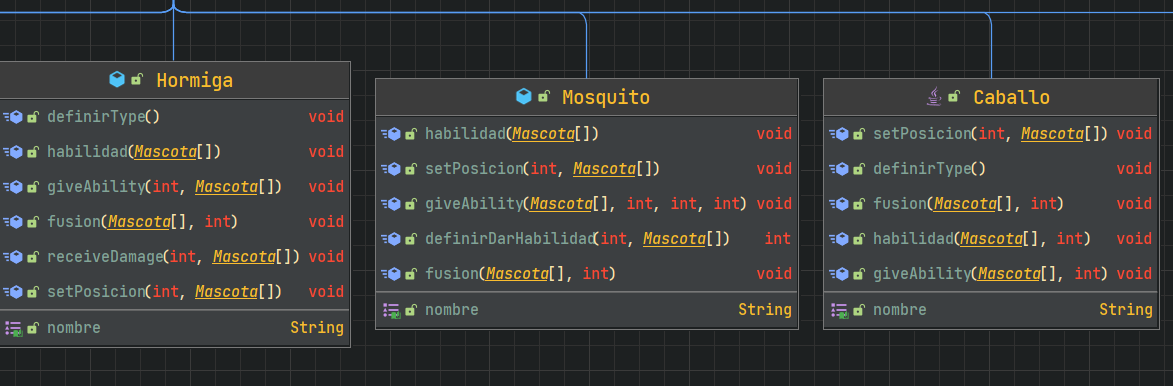 Hormiga
definirType() void
habilidad(Mascota[]) void
giveAbility(int, Mascota[]) void
fusion(Mascota[], int) void
receiveDamage(int, Mascota[]) void
setPosicion(int, Mascota[]) void
nombre String
Mosquito
habilidad(Mascota[]) void
setPosicion(int, Mascota[]) void
giveAbility(Mascota[], int, int, int) void
definirDarHabilidad(int, Mascota[]) int
fusion(Mascota[], int) void
nombre String
Caballo
setPosicion(int, Mascota[]) void
definirType() void
fusion(Mascota[], int) void
habilidad(Mascota[], int) void
giveAbility(Mascota[], int) void
nombre String